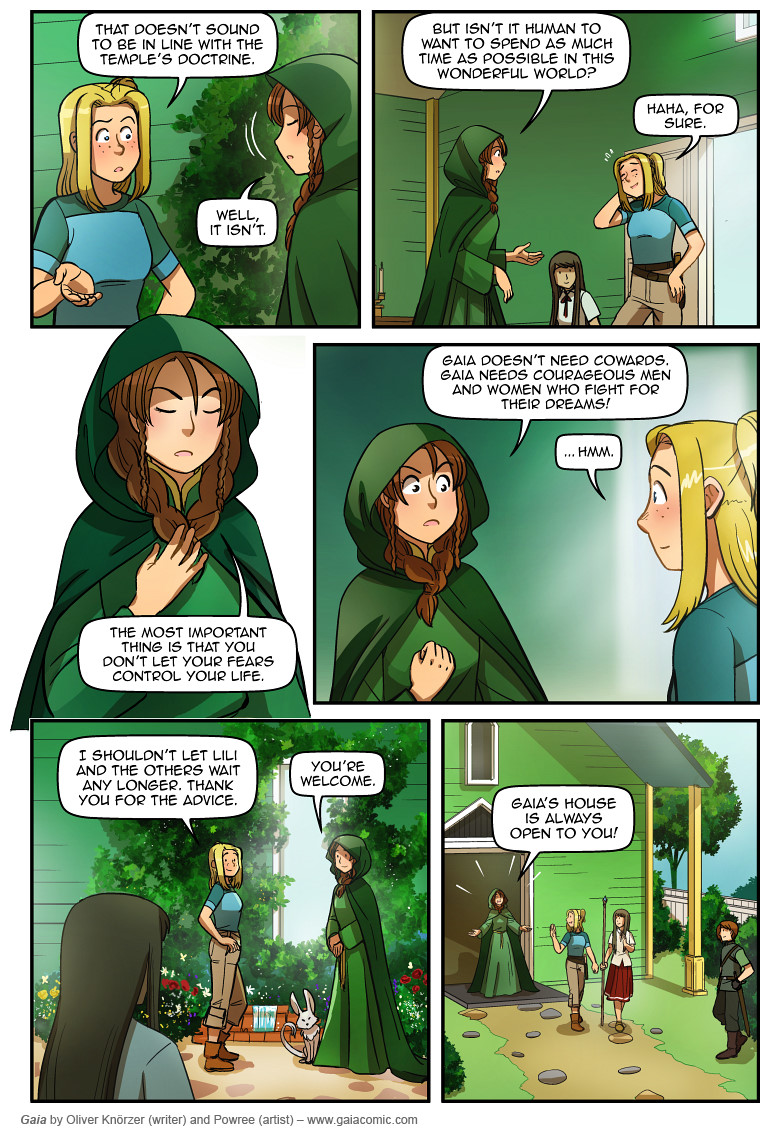 THAT DOESN'T SOUND
TO BE IN LINE WITH THE
TEMPLE'S DOCTRINE.
WELL,
IT ISN'T.
BUT ISN'T IT HUMAN TO
WANT TO SPEND AS MUCH
TIME AS POSSIBLE IN THIS
WONDERFUL WORLD?
HAHA, FOR
SURE.
THE MOST IMPORTANT
THING IS THAT YOU
DON'T LET YOUR FEARS
CONTROL YOUR LIFE.
GAIA DOESN'T NEED COWARDS.
GAIA NEEDS COURAGEOUS MEN
AND WOMEN WHO FIGHT FOR
THEIR DREAMS!
... HMM.
I SHOULDN'T LET LILI
AND THE OTHERS WAIT
ANY LONGER. THANK
YOU FOR THE ADVICE.
YOU'RE
WELCOME.
GAIA'S HOUSE
IS ALWAYS
OPEN TO YOU!
Gaia by Oliver Knörzer (writer) and Powree (artist) – www.gaiacomic.com